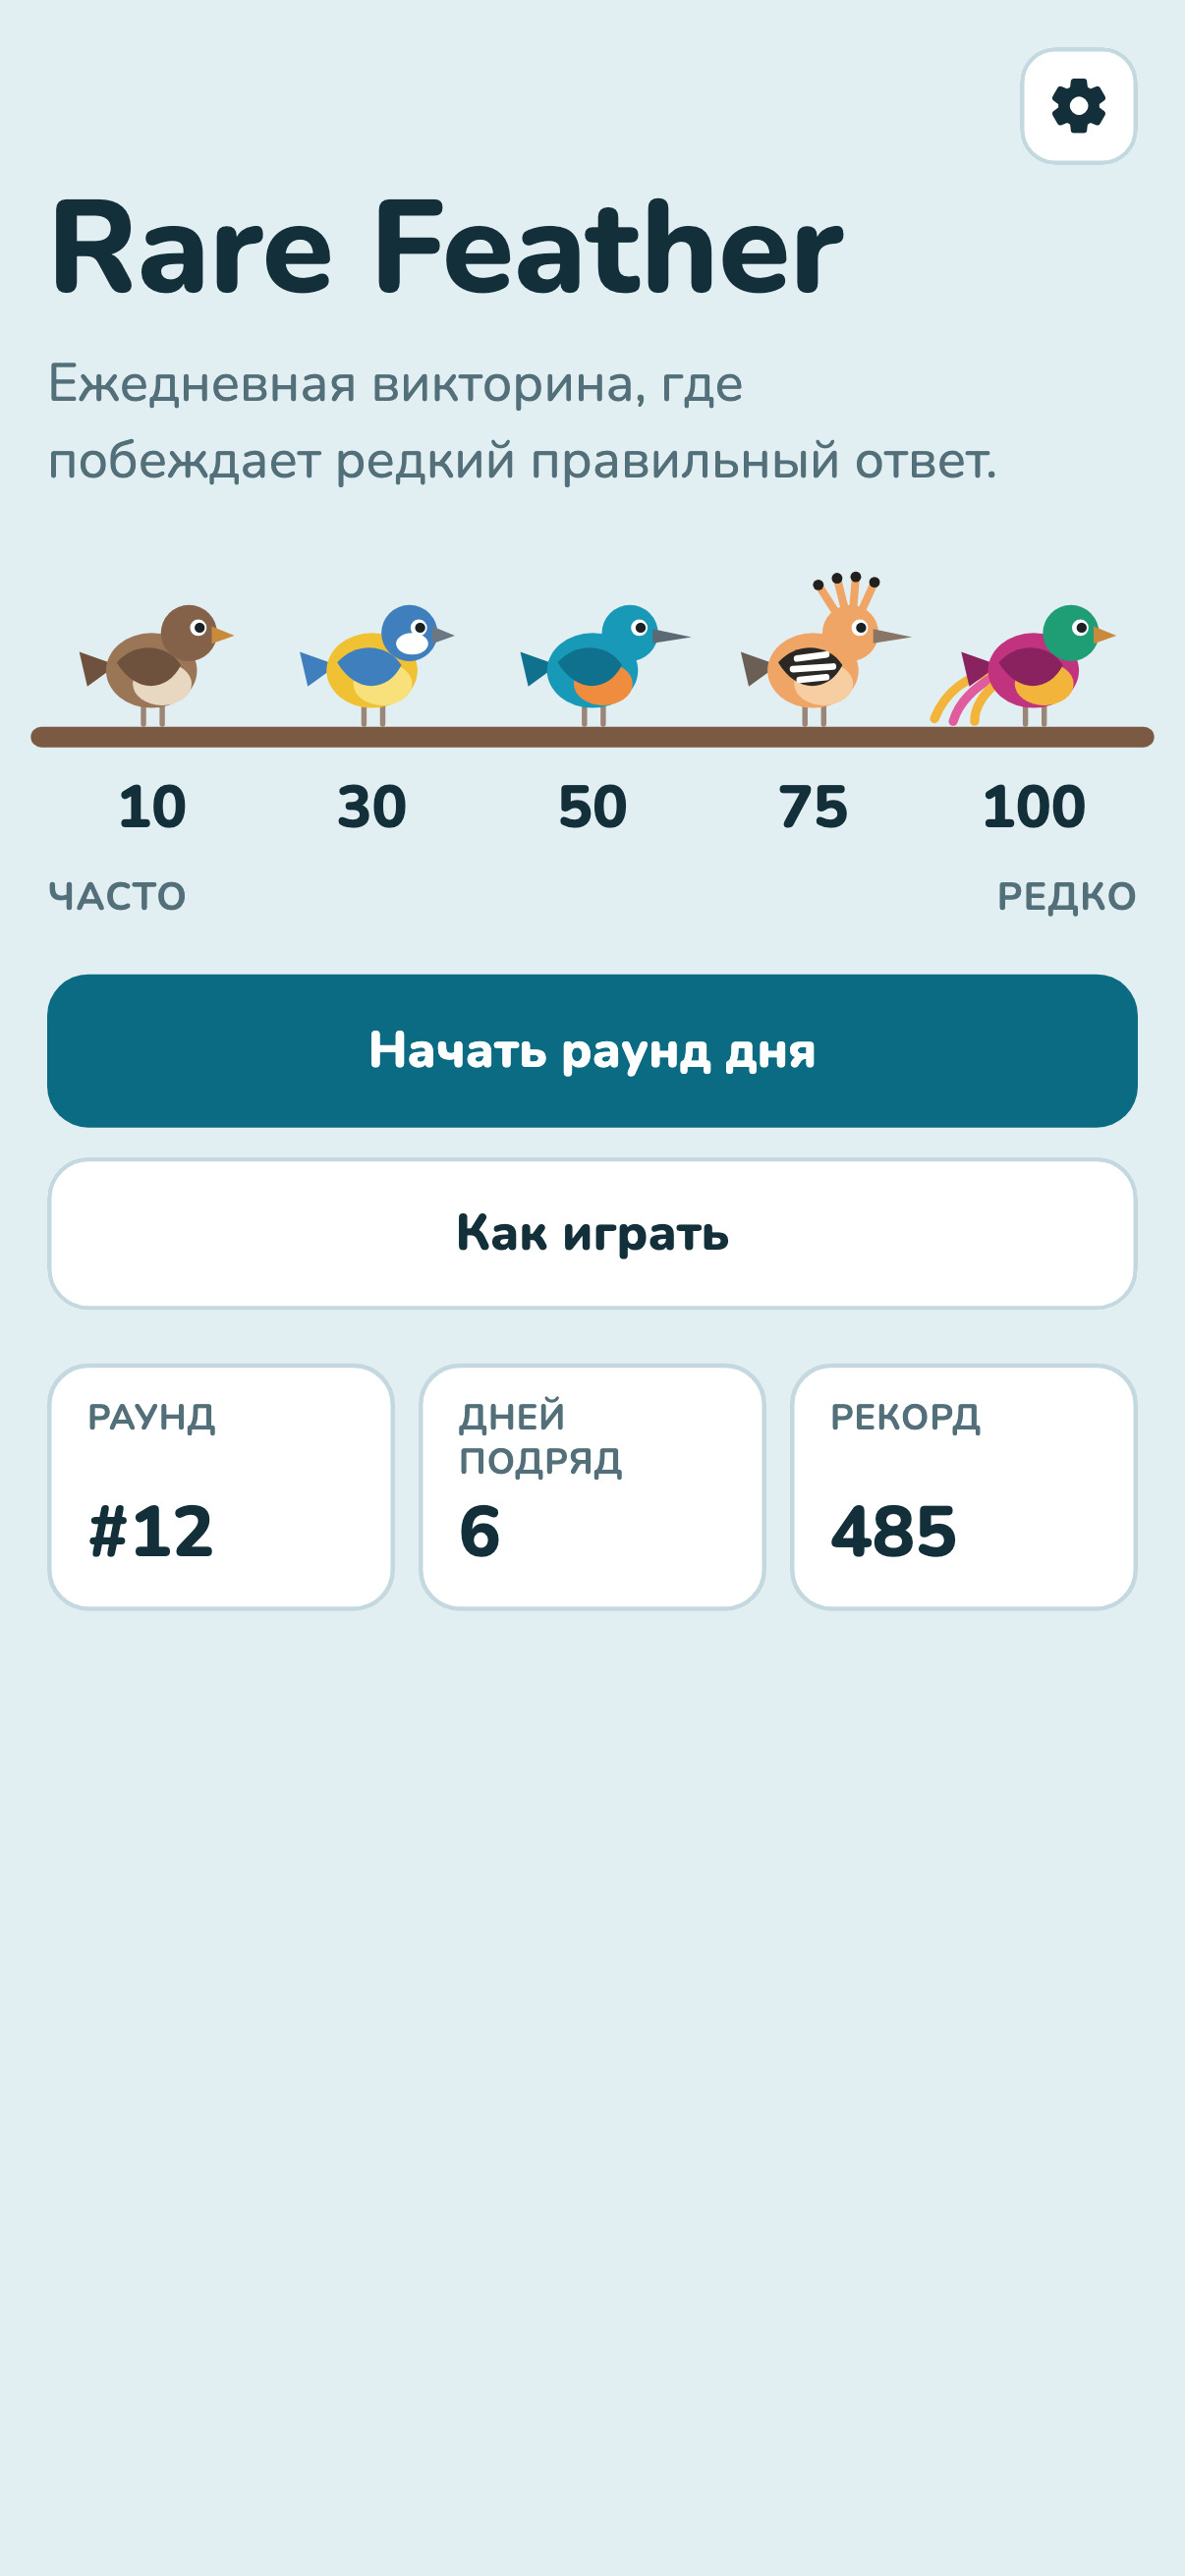 Rare Feather
Ежедневная викторина, где
побеждает редкий правильный ответ.
10 30 50 75 100
ЧАСТО РЕДКО
Начать раунд дня
Как играть
РАУНД
#12
ДНЕЙ
ПОДРЯД
6
РЕКОРД
485